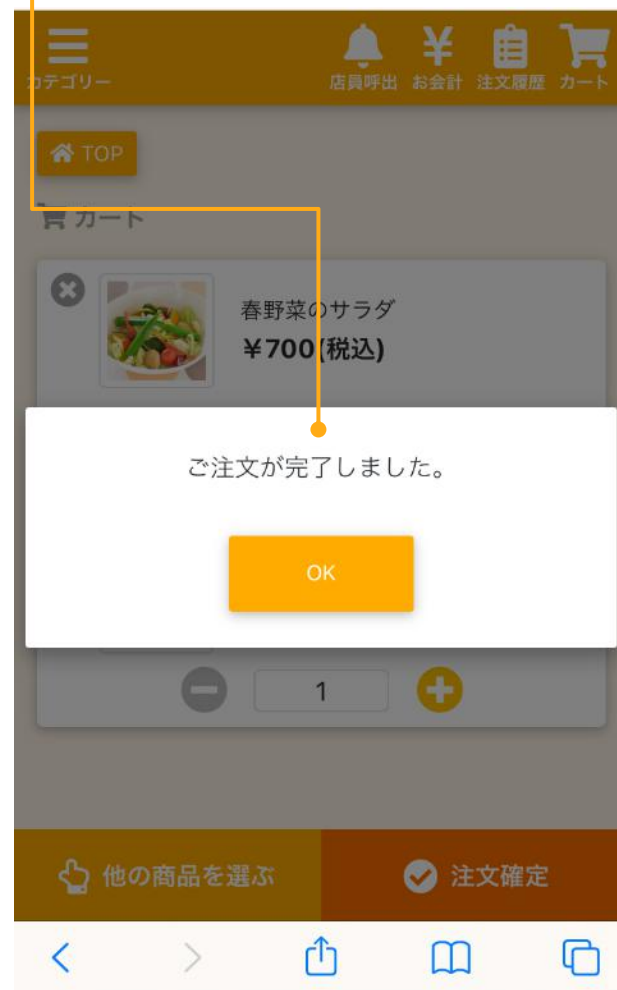 カテゴリー
店員呼出 お会計 注文履歴 カート
TOP
カート
春野菜のサラダ
￥700(税込)
ご注文が完了しました。
OK
1
他の商品を選ぶ
注文確定